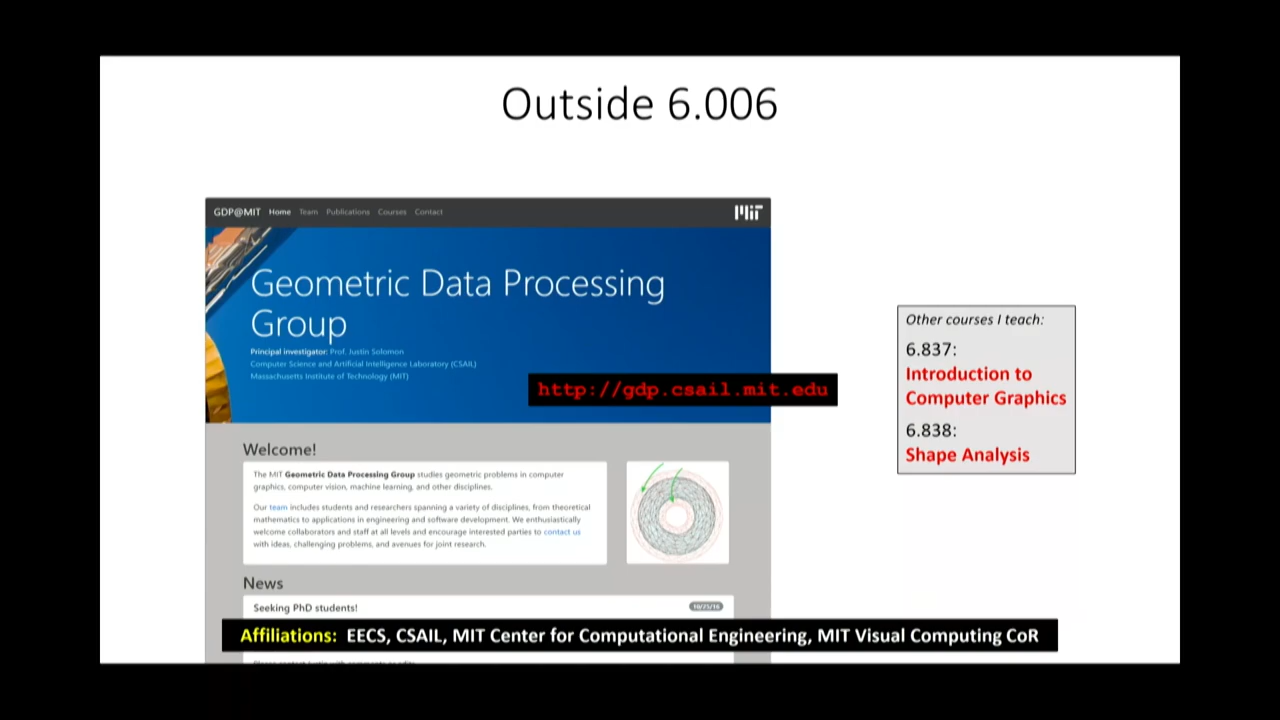 Outside 6.006
GDP@MIT Home Team Publications Courses Contact
MIT
Geometric Data Processing
Group
Principal investigator: Prof. Justin Solomon
Computer Science and Artificial Intelligence Laboratory (CSAIL)
Massachusetts Institute of Technology (MIT)
http://gdp.csail.mit.edu
Welcome!
The MIT Geometric Data Processing Group studies geometric problems in computer
graphics, computer vision, machine learning, and other disciplines.
Our team includes students and researchers spanning a variety of disciplines, from theoretical
mathematics to applications in engineering and software development. We enthusiastically
welcome collaborators and staff at all levels and encourage interested parties to contact us
with ideas, challenging problems, and avenues for joint research.
News
Seeking PhD students!
Other courses I teach:
6.837:
Introduction to
Computer Graphics
6.838:
Shape Analysis
Affiliations: EECS, CSAIL, MIT Center for Computational Engineering, MIT Visual Computing CoR